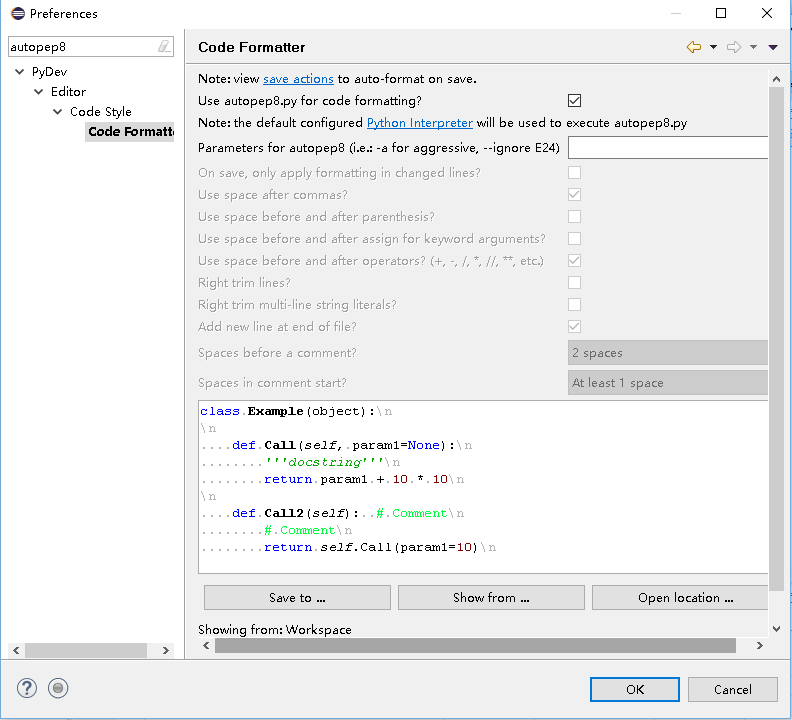 Preferences
autopep8
PyDev
Editor
Code Style
Code Formatt
Code Formatter
Note: view save actions to auto-format on save.
Use autopep8.py for code formatting?
Note: the default configured Python Interpreter will be used to execute autopep8.py
Parameters for autopep8 (i.e.: -a for aggressive, --ignore E24)
On save, only apply formatting in changed lines?
Use space after commas?
Use space before and after parenthesis?
Use space before and after assign for keyword arguments?
Use space before and after operators? (+, -, /, *, //, **, etc.)
Right trim lines?
Right trim multi-line string literals?
Add new line at end of file?
Spaces before a comment? 2 spaces
Spaces in comment start? At least 1 space
class.Example(object):\n
\n
....def.Call(self,.param1=None):\n
........'''docstring'''\n
........return.param1.+.10.*.10\n
\n
....def.Call2(self):..#.Comment\n
........#.Comment\n
........return.self.Call(param1=10)\n
Save to ... Show from ... Open location ...
Showing from: Workspace
? OK Cancel